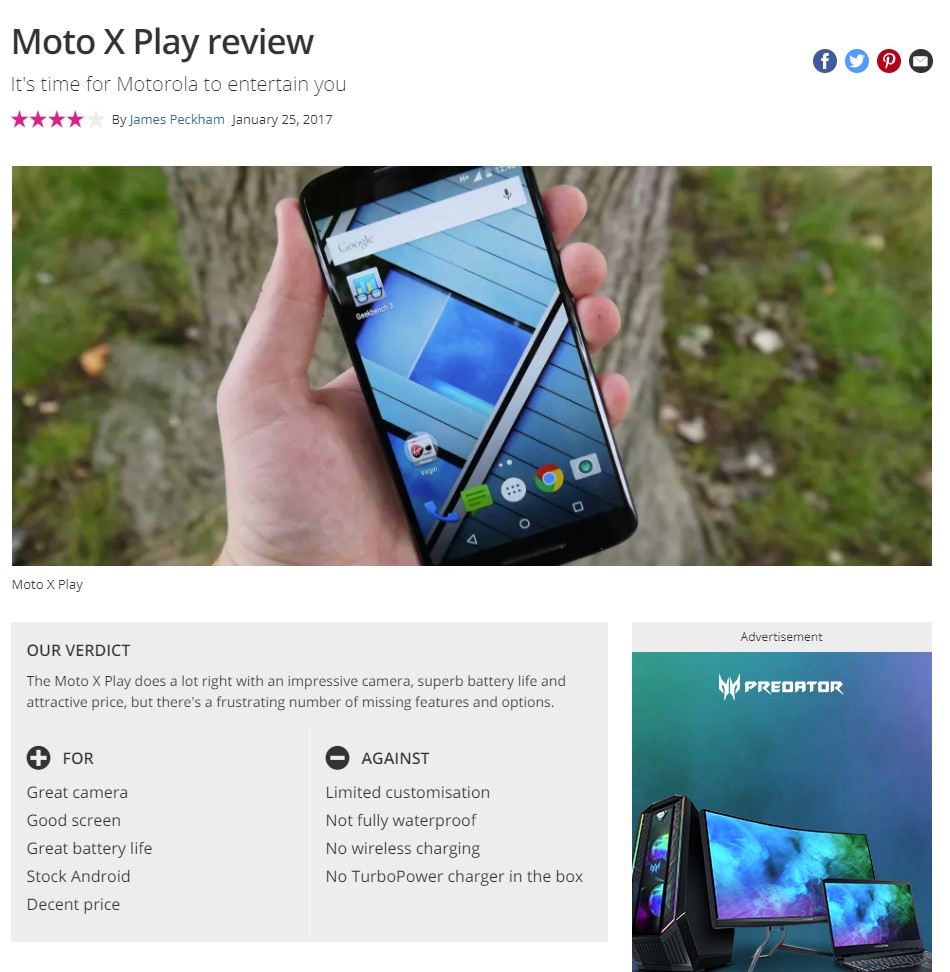 Moto X Play review
It's time for Motorola to entertain you
By James Peckham January 25, 2017
H+ 12:42
Google
Geekbench 3
Virgin
Moto X Play
OUR VERDICT
The Moto X Play does a lot right with an impressive camera, superb battery life and
attractive price, but there's a frustrating number of missing features and options.
FOR
Great camera
Good screen
Great battery life
Stock Android
Decent price
AGAINST
Limited customisation
Not fully waterproof
No wireless charging
No TurboPower charger in the box
Advertisement
PREDATOR